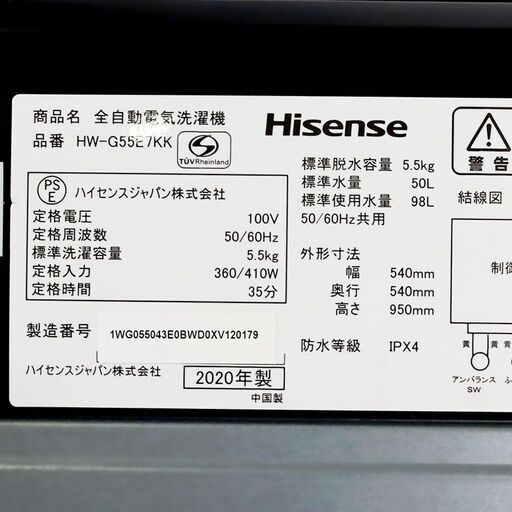 商品名 全自動電気洗濯機
品番 HW-G55E7KK
TÜVRheinland
Hisense
PS
E
ハイセンスジャパン株式会社
定格電圧 100V
定格周波数 50/60Hz
標準洗濯容量 5.5kg
定格入力 360/410W
定格時間 35分
製造番号 1WG055043E0BWD0XV120179
ハイセンスジャパン株式会社 2020年製
中国製
標準脱水容量 5.5kg
標準水量 50L
標準使用水量 98L
50/60Hz共用
外形寸法
幅 540mm
奥行 540mm
高さ 950mm
防水等級 IPX4
警告
結線図
制御
黄 黄 青
アンバランス ふ
SW